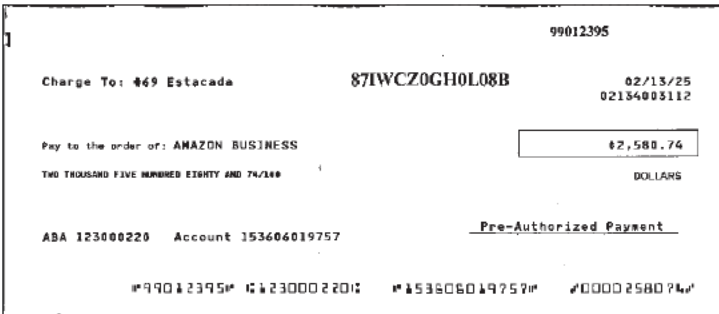 99012395
Charge To: #69 Estacada 87IWCZ0GH0L08B 02/13/25
02134003112
Pay to the order of: AMAZON BUSINESS $2,580.74
TWO THOUSAND FIVE HUNDRED EIGHTY AND 74/100 DOLLARS
Pre-Authorized Payment
ABA 123000220 Account 153606019757
⑈99012395⑈ ⑆123000220⑆ ⑈153606019757⑈ ⑇0000258074⑇